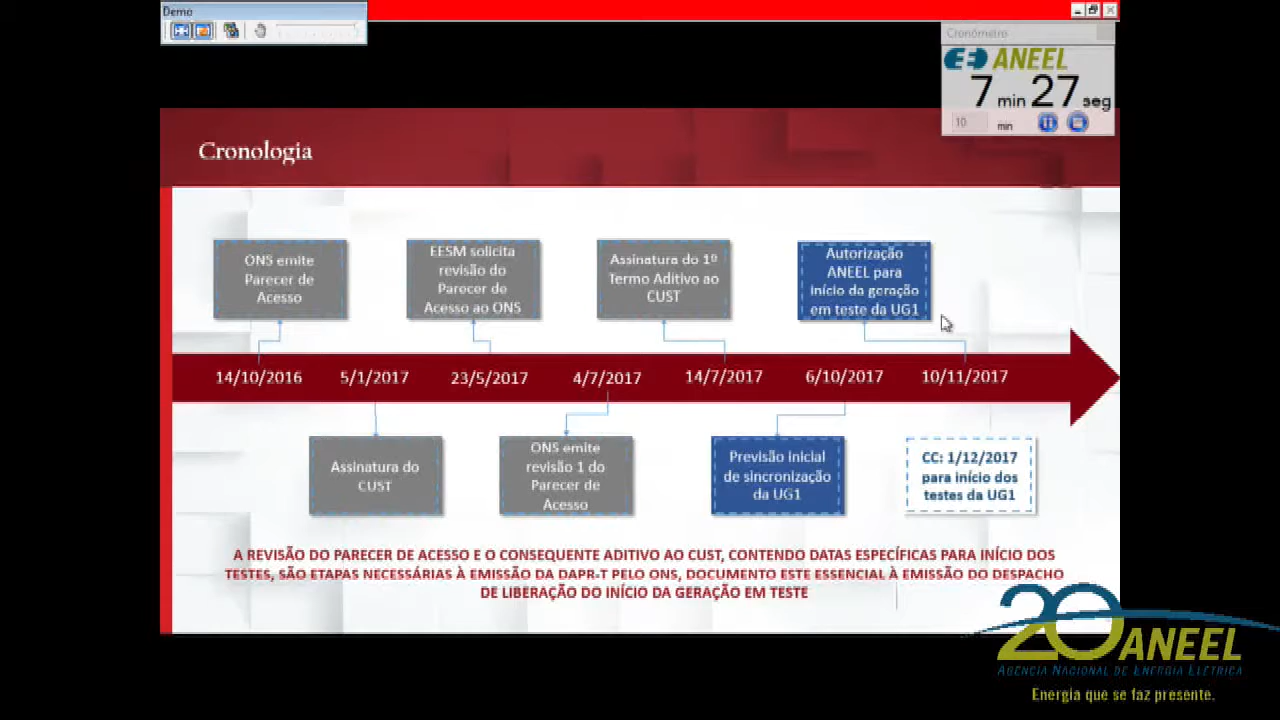 Demo
Cronômetro
ANEEL
7 min 27 seg
10 min
Cronologia
ONS emite
Parecer de
Acesso
EESM solicita
revisão do
Parecer de
Acesso ao ONS
Assinatura do 1º
Termo Aditivo ao
CUST
Autorização
ANEEL para
início da geração
em teste da UG1
14/10/2016
5/1/2017
23/5/2017
4/7/2017
14/7/2017
6/10/2017
10/11/2017
Assinatura do
CUST
ONS emite
revisão 1 do
Parecer de
Acesso
Previsão inicial
de sincronização
da UG1
CC: 1/12/2017
para início dos
testes da UG1
A REVISÃO DO PARECER DE ACESSO E O CONSEQUENTE ADITIVO AO CUST, CONTENDO DATAS ESPECÍFICAS PARA INÍCIO DOS
TESTES, SÃO ETAPAS NECESSÁRIAS À EMISSÃO DA DAPR-T PELO ONS, DOCUMENTO ESTE ESSENCIAL À EMISSÃO DO DESPACHO
DE LIBERAÇÃO DO INÍCIO DA GERAÇÃO EM TESTE
20 ANEEL
AGÊNCIA NACIONAL DE ENERGIA ELÉTRICA
Energia que se faz presente.